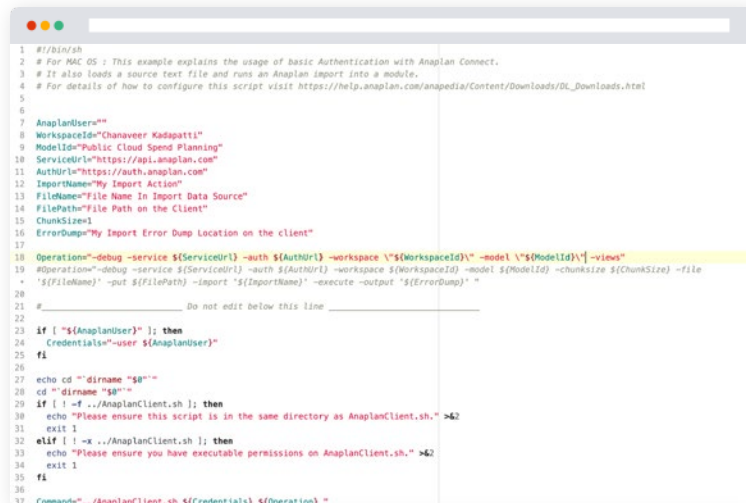 1 #!/bin/sh
2 # For MAC OS : This example explains the usage of basic Authentication with Anaplan Connect.
3 # It also loads a source text file and runs an Anaplan import into a module.
4 # For details of how to configure this script visit https://help.anaplan.com/anapedia/Content/Downloads/DL_Downloads.html
5
6
7 AnaplanUser=""
8 WorkspaceId="Chanaveer Kadapatti"
9 ModelId="Public Cloud Spend Planning"
10 ServiceUrl="https://api.anaplan.com"
11 AuthUrl="https://auth.anaplan.com"
12 ImportName="My Import Action"
13 FileName="File Name In Import Data Source"
14 FilePath="File Path on the Client"
15 ChunkSize=1
16 ErrorDump="My Import Error Dump Location on the client"
17
18 Operation="-debug -service ${ServiceUrl} -auth ${AuthUrl} -workspace \"${WorkspaceId}\" -model \"${ModelId}\" -views"
19 #Operation="-debug -service ${ServiceUrl} -auth ${AuthUrl} -workspace ${WorkspaceId} -model ${ModelId} -chunksize ${ChunkSize} -file
• '${FileName}' -put ${FilePath} -import '${ImportName}' -execute -output '${ErrorDump}' "
20
21 #_________________________ Do not edit below this line __________________________
22
23 if [ "${AnaplanUser}" ]; then
24 Credentials="-user ${AnaplanUser}"
25 fi
26
27 echo cd "`dirname "$0"`"
28 cd "`dirname "$0"`"
29 if [ ! -f ../AnaplanClient.sh ]; then
30 echo "Please ensure this script is in the same directory as AnaplanClient.sh." >&2
31 exit 1
32 elif [ ! -x ../AnaplanClient.sh ]; then
33 echo "Please ensure you have executable permissions on AnaplanClient.sh." >&2
34 exit 1
35 fi
36
37 Command="../AnaplanClient.sh ${Credentials} ${Operation} "